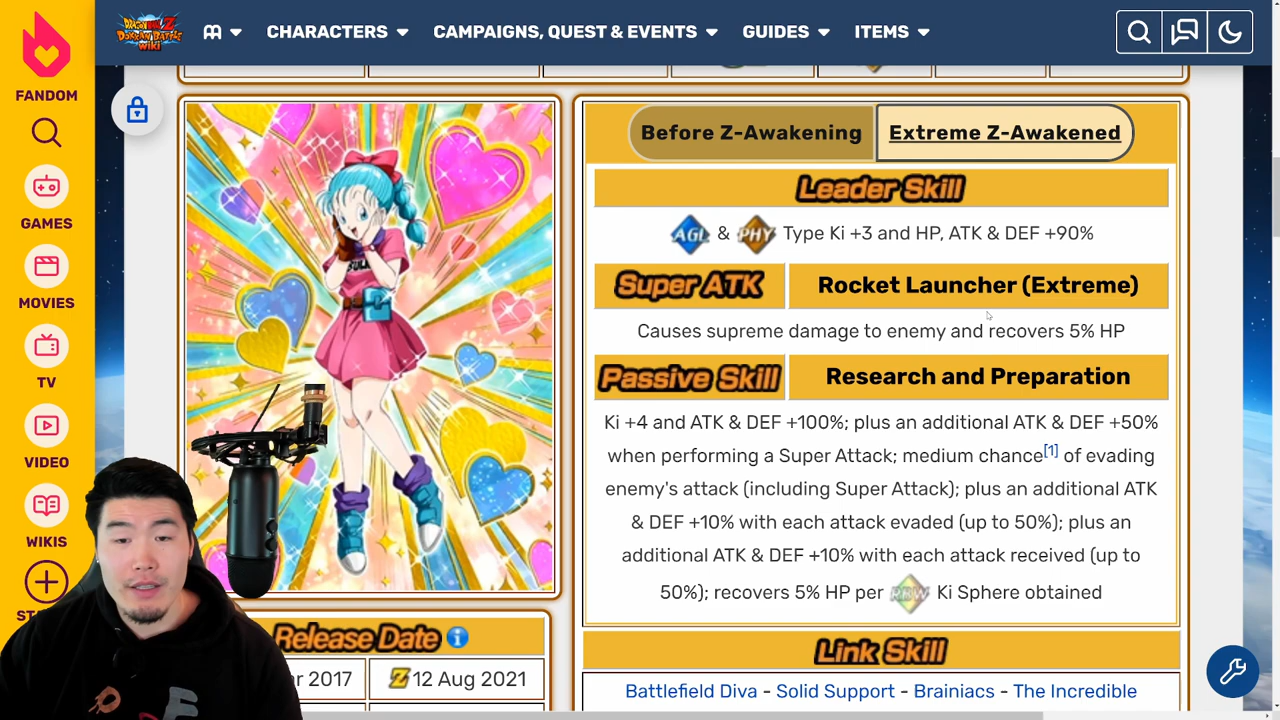 DRAGON BALL Z
DOKKAN BATTLE
WIKI
CHARACTERS
CAMPAIGNS, QUEST & EVENTS
GUIDES
ITEMS
FANDOM
GAMES
MOVIES
TV
VIDEO
WIKIS
ST
Before Z-Awakening
Extreme Z-Awakened
Leader Skill
AGL & PHY Type Ki +3 and HP, ATK & DEF +90%
Super ATK
Rocket Launcher (Extreme)
Causes supreme damage to enemy and recovers 5% HP
Passive Skill
Research and Preparation
Ki +4 and ATK & DEF +100%; plus an additional ATK & DEF +50%
when performing a Super Attack; medium chance[1] of evading
enemy's attack (including Super Attack); plus an additional ATK
& DEF +10% with each attack evaded (up to 50%); plus an
additional ATK & DEF +10% with each attack received (up to
50%); recovers 5% HP per RBW Ki Sphere obtained
Link Skill
Battlefield Diva - Solid Support - Brainiacs - The Incredible
Release Date
2017
Z 12 Aug 2021